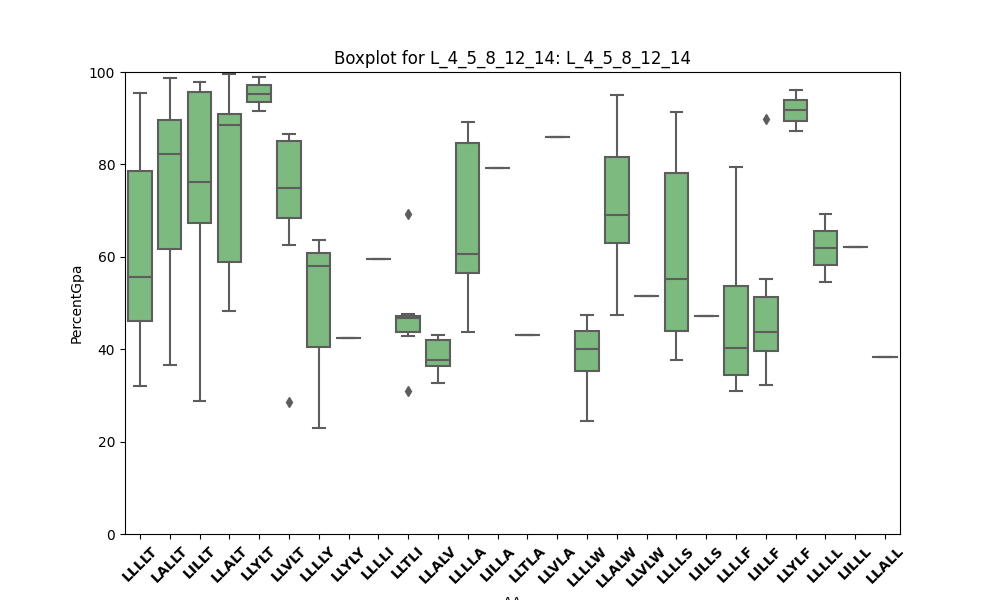 Boxplot for L_4_5_8_12_14: L_4_5_8_12_14
100
80
60
40
20
0
PercentGpa
LLLLT LALLT LILLT LLALT LLYLT LLVLT LLLLY LLYLY LLLLI LLTLI LLALV LLLLA LILLA LLTLA LLVLA LLLLW LLALW LLVLW LLLLS LILLS LLLLF LILLF LLYLF LLLLL LILLL LLALL